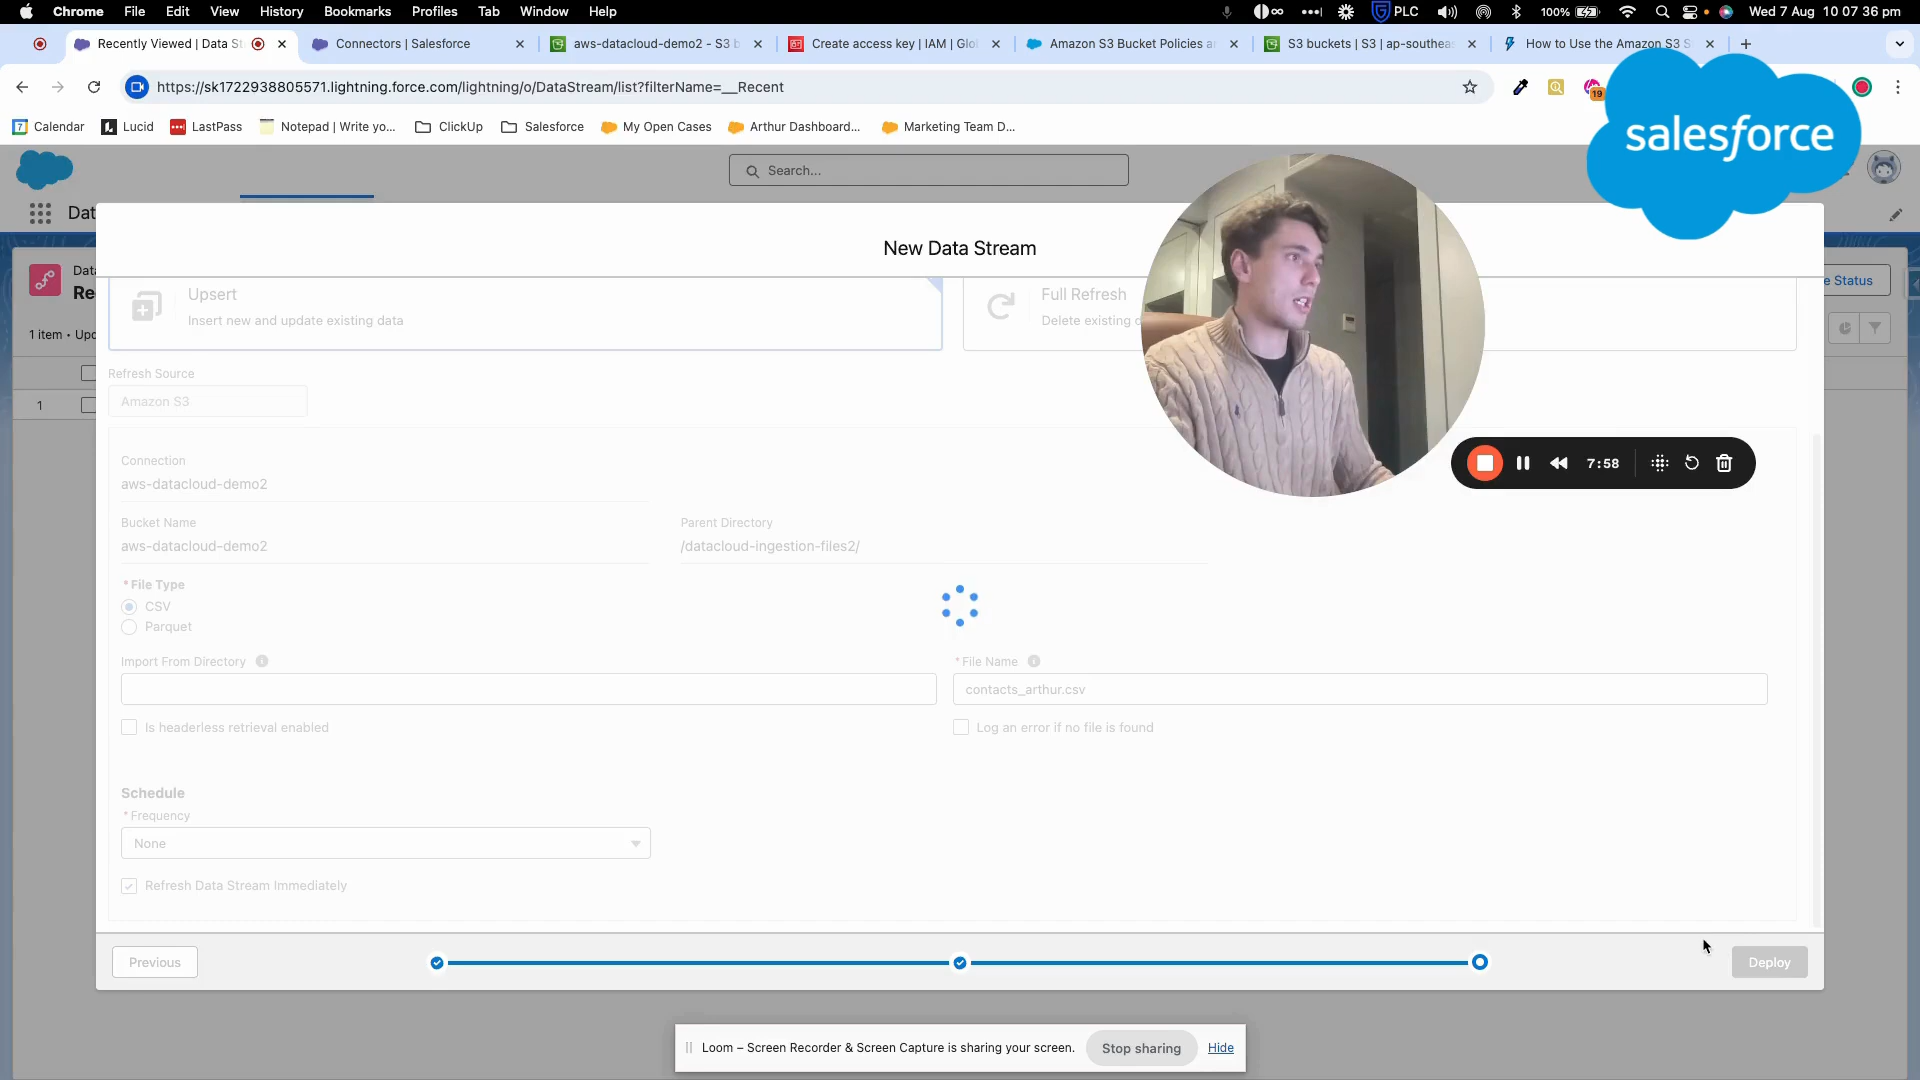 Chrome File Edit View History Bookmarks Profiles Tab Window Help
PLC 100% Wed 7 Aug 10 07 36 pm
Recently Viewed | Data St
Connectors | Salesforce
aws-datacloud-demo2 - S3 b
Create access key | IAM | Glo
Amazon S3 Bucket Policies a
S3 buckets | S3 | ap-southeas
How to Use the Amazon S3 S
https://sk1722938805571.lightning.force.com/lightning/o/DataStream/list?filterName=__Recent
19
Calendar Lucid LastPass Notepad | Write yo... ClickUp Salesforce My Open Cases Arthur Dashboard... Marketing Team D...
salesforce
Search...
Dat
New Data Stream
Dat
Re
e Status
1 item • Upd
1
Upsert
Insert new and update existing data
Full Refresh
Delete existing d
Refresh Source
Amazon S3
7:58
Connection
aws-datacloud-demo2
Bucket Name
aws-datacloud-demo2
Parent Directory
/datacloud-ingestion-files2/
* File Type
CSV
Parquet
Import From Directory
* File Name
contacts_arthur.csv
Is headerless retrieval enabled
Log an error if no file is found
Schedule
* Frequency
None
Refresh Data Stream Immediately
Previous
Deploy
Loom – Screen Recorder & Screen Capture is sharing your screen.
Stop sharing
Hide